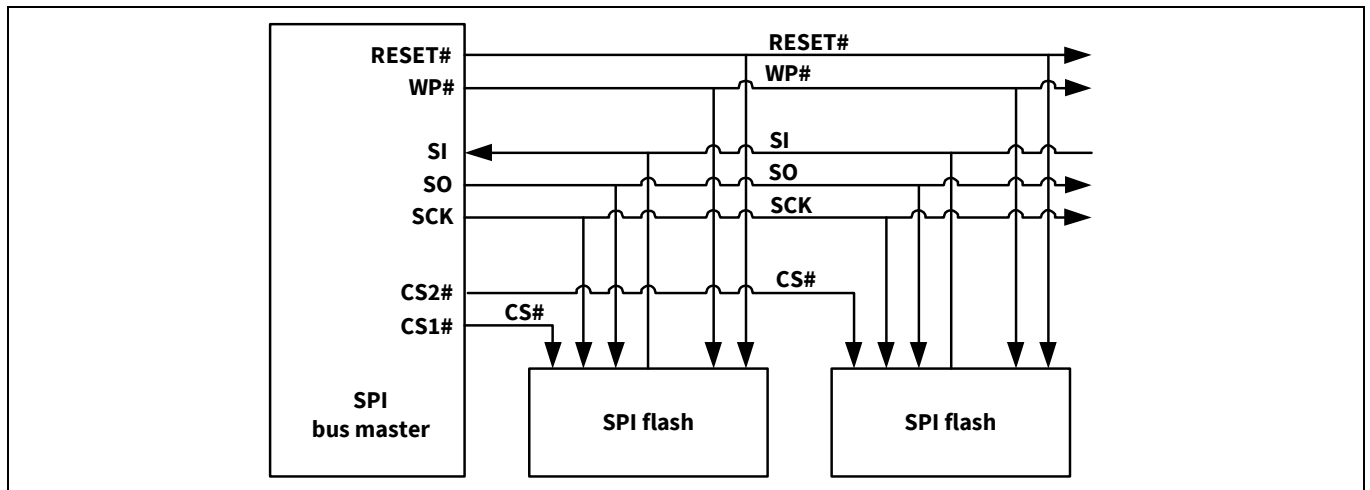 RESET#
RESET#
WP#
WP#
SI
SI
SO
SO
SCK
SCK
CS2#
CS#
CS1#
CS#
SPI
bus master
SPI flash
SPI flash